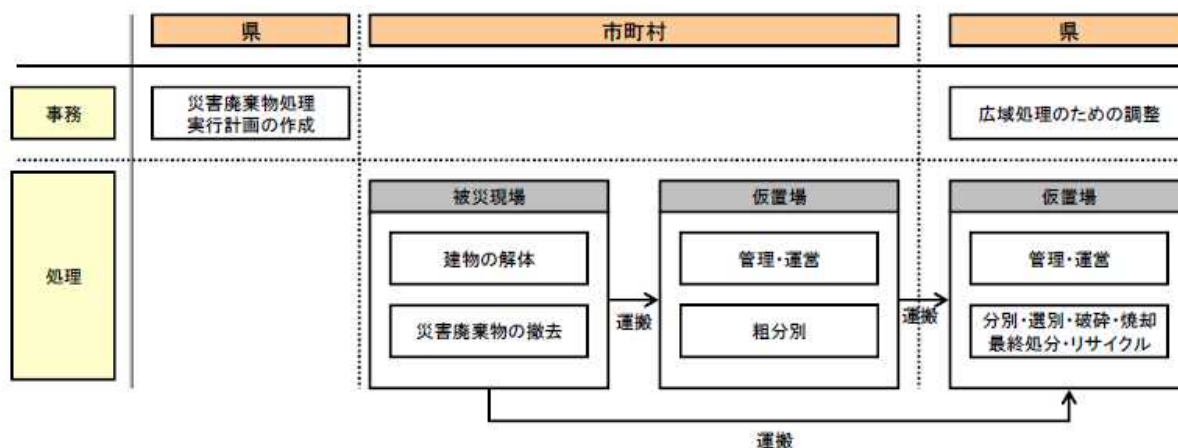 県
市町村
県
事務
災害廃棄物処理
実行計画の作成
広域処理のための調整
処理
被災現場
建物の解体
災害廃棄物の撤去
運搬
仮置場
管理・運営
粗分別
運搬
仮置場
管理・運営
分別・選別・破砕・焼却
最終処分・リサイクル
運搬